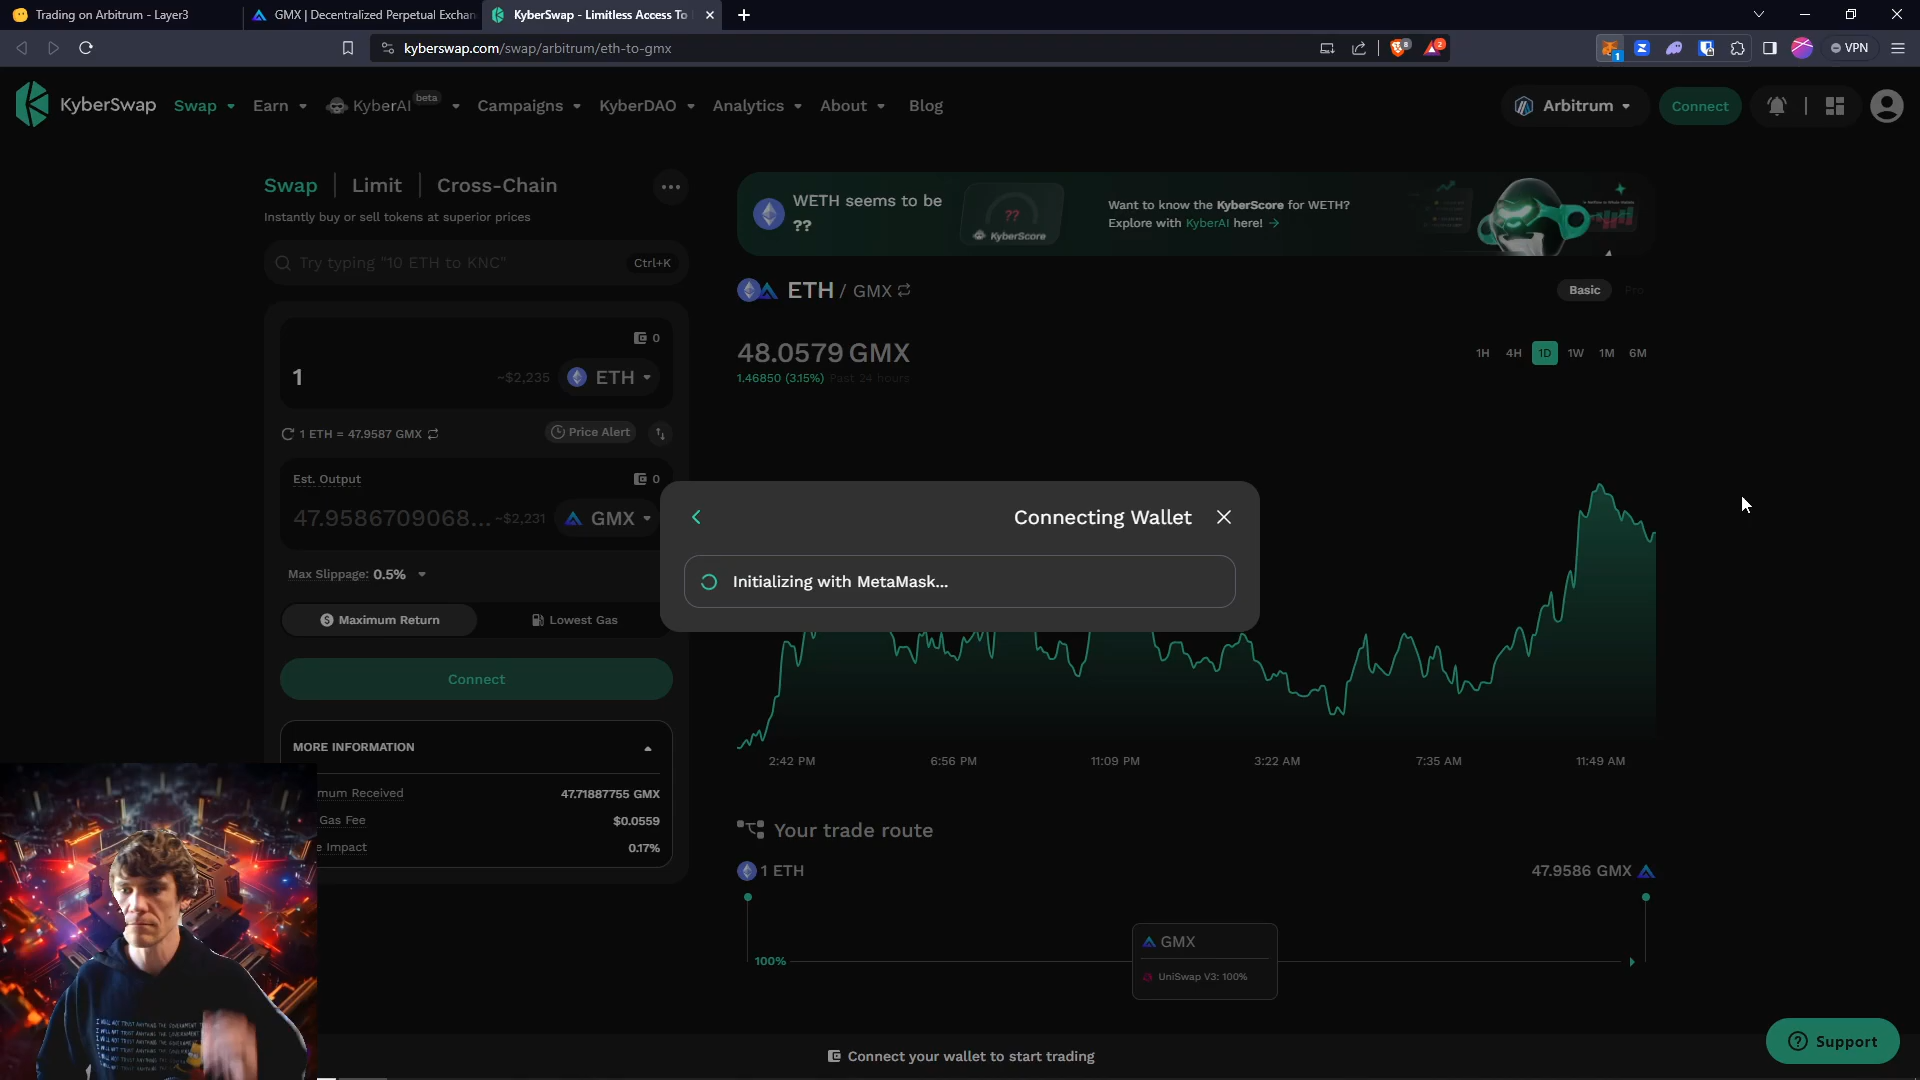 Trading on Arbitrum - Layer3
GMX | Decentralized Perpetual Exchan
KyberSwap - Limitless Access To
kyberswap.com/swap/arbitrum/eth-to-gmx
8
2
1
VPN
KyberSwap
Swap
Earn
KyberAI beta
Campaigns
KyberDAO
Analytics
About
Blog
Arbitrum
Connect
Swap
Limit
Cross-Chain
Instantly buy or sell tokens at superior prices
Try typing "10 ETH to KNC"
Ctrl+K
0
1
~$2,235
ETH
1 ETH = 47.9587 GMX
Price Alert
Est. Output
0
47.9586709068...
~$2,231
GMX
Max Slippage: 0.5%
Maximum Return
Lowest Gas
Connect
MORE INFORMATION
mum Received
47.71887755 GMX
Gas Fee
$0.0559
e Impact
0.17%
WETH seems to be
??
??
KyberScore
Want to know the KyberScore for WETH?
Explore with KyberAI here! →
ETH / GMX
Basic
Pro
48.0579 GMX
1.46850 (3.15%) Past 24 hours
1H
4H
1D
1W
1M
6M
Connecting Wallet
Initializing with MetaMask...
2:42 PM
6:56 PM
11:09 PM
3:22 AM
7:35 AM
11:49 AM
Your trade route
1 ETH
47.9586 GMX
100%
GMX
UniSwap V3: 100%
Connect your wallet to start trading
Support